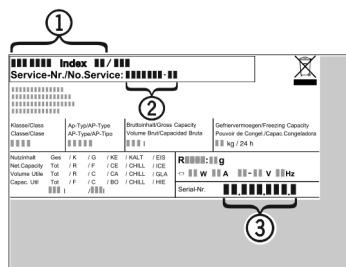 1
Index /
Service-Nr./No.Service: -
2
Klasse/Class
Classe/Clase
Ap-Typ/AP-Type
AP-Type/AP-Tipo
Bruttoinhalt/Gross Capacity
Volume Brut/Capacidad Bruta
l
Gefriervermoegen/Freezing Capacity
Pouvoir de Congel./Capac.Congeladora
kg / 24 h
Nutzinhalt Ges / K / G / KE / KALT / EIS
Net.Capacity Tot / R / F / CE / CHILL / ICE
Volume Utile Tot / R / C / CA / CHILL / GLA
Capac. Util Tot / F / C / BO / CHILL / HIE
l / l
R : g
W A - V Hz
Serial-Nr. . . .
3